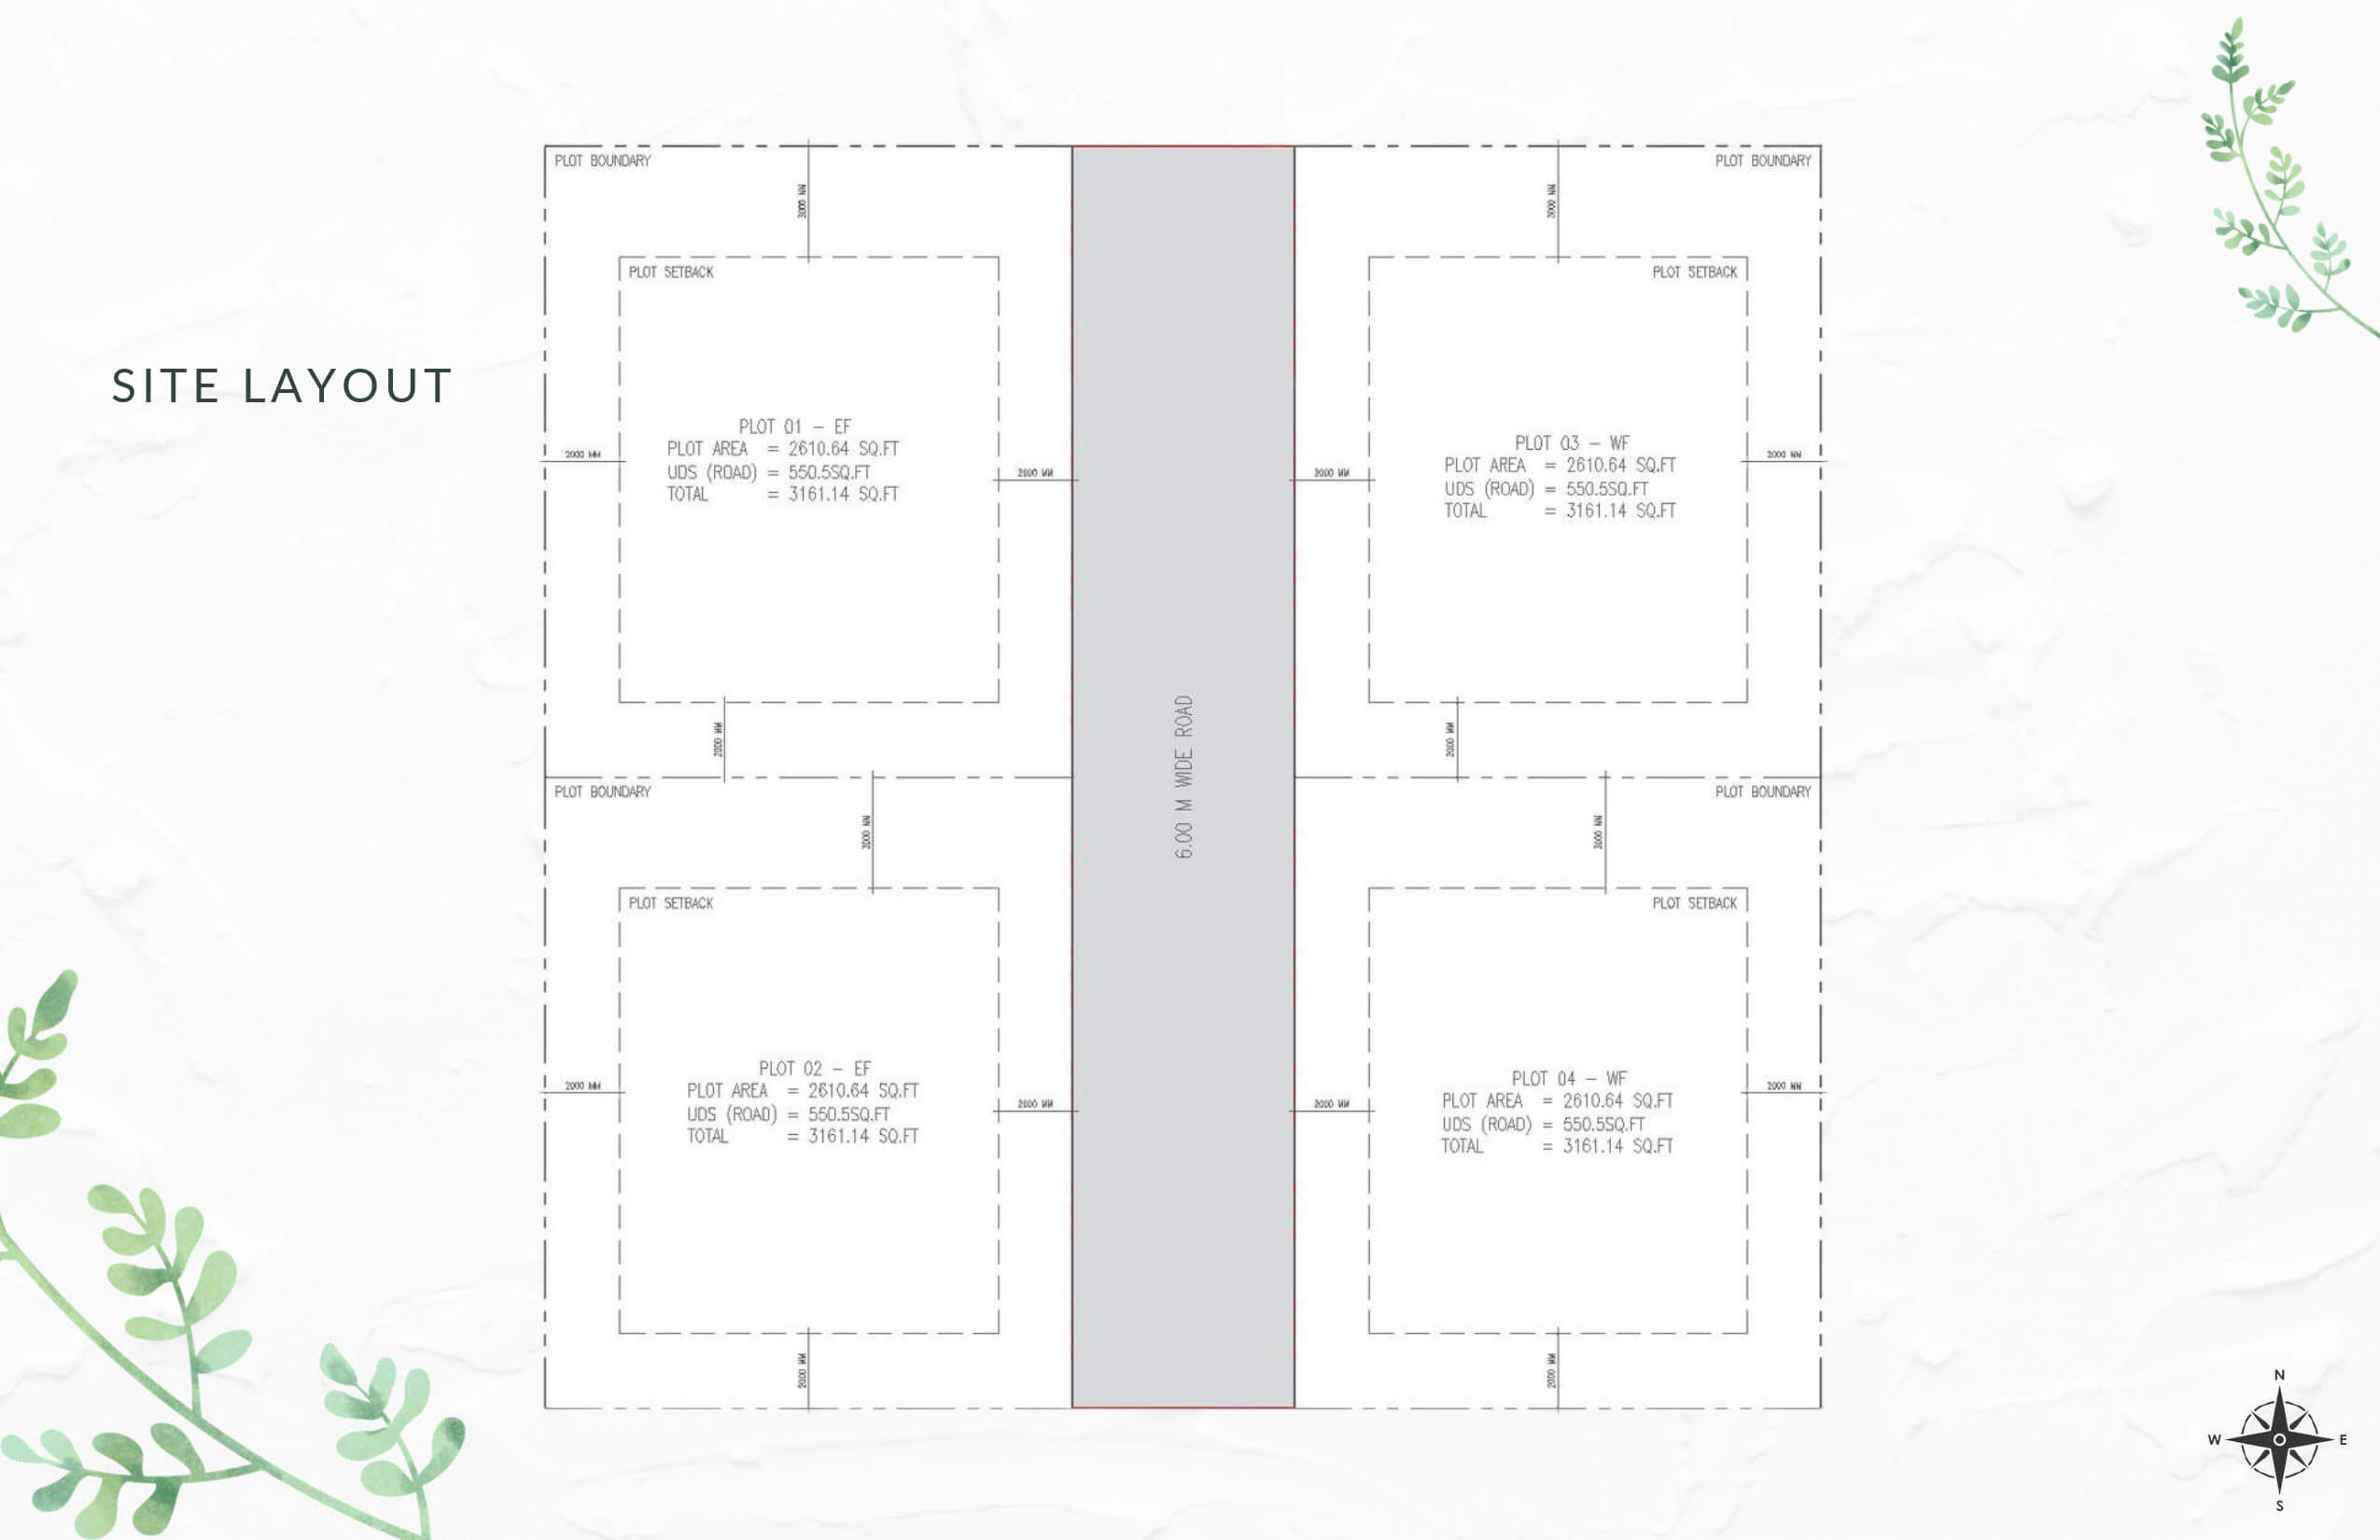 SITE LAYOUT
PLOT BOUNDARY
PLOT BOUNDARY
3000 MM
3000 MM
PLOT SETBACK
PLOT SETBACK
PLOT 01 - EF
PLOT AREA = 2610.64 SQ.FT
UDS (ROAD) = 550.5SQ.FT
TOTAL = 3161.14 SQ.FT
PLOT 03 - WF
PLOT AREA = 2610.64 SQ.FT
UDS (ROAD) = 550.5SQ.FT
TOTAL = 3161.14 SQ.FT
2000 MM
2000 MM
2000 MM
2000 MM
2000 MM
2000 MM
6.00 M WIDE ROAD
PLOT BOUNDARY
PLOT BOUNDARY
3000 MM
3000 MM
PLOT SETBACK
PLOT SETBACK
PLOT 02 - EF
PLOT AREA = 2610.64 SQ.FT
UDS (ROAD) = 550.5SQ.FT
TOTAL = 3161.14 SQ.FT
PLOT 04 - WF
PLOT AREA = 2610.64 SQ.FT
UDS (ROAD) = 550.5SQ.FT
TOTAL = 3161.14 SQ.FT
2000 MM
2000 MM
2000 MM
2000 MM
2000 MM
2000 MM
N
W
E
S